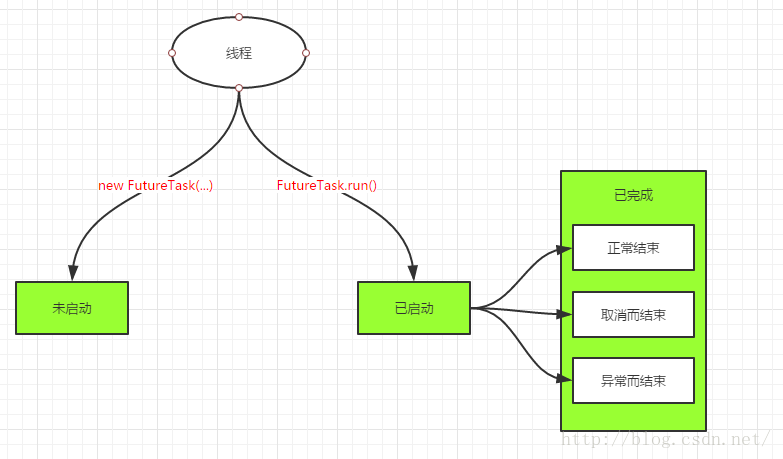 线程
new FutureTask(...)
FutureTask.run()
已完成
正常结束
未启动
已启动
取消而结束
异常而结束
http://blog.csdn.net/